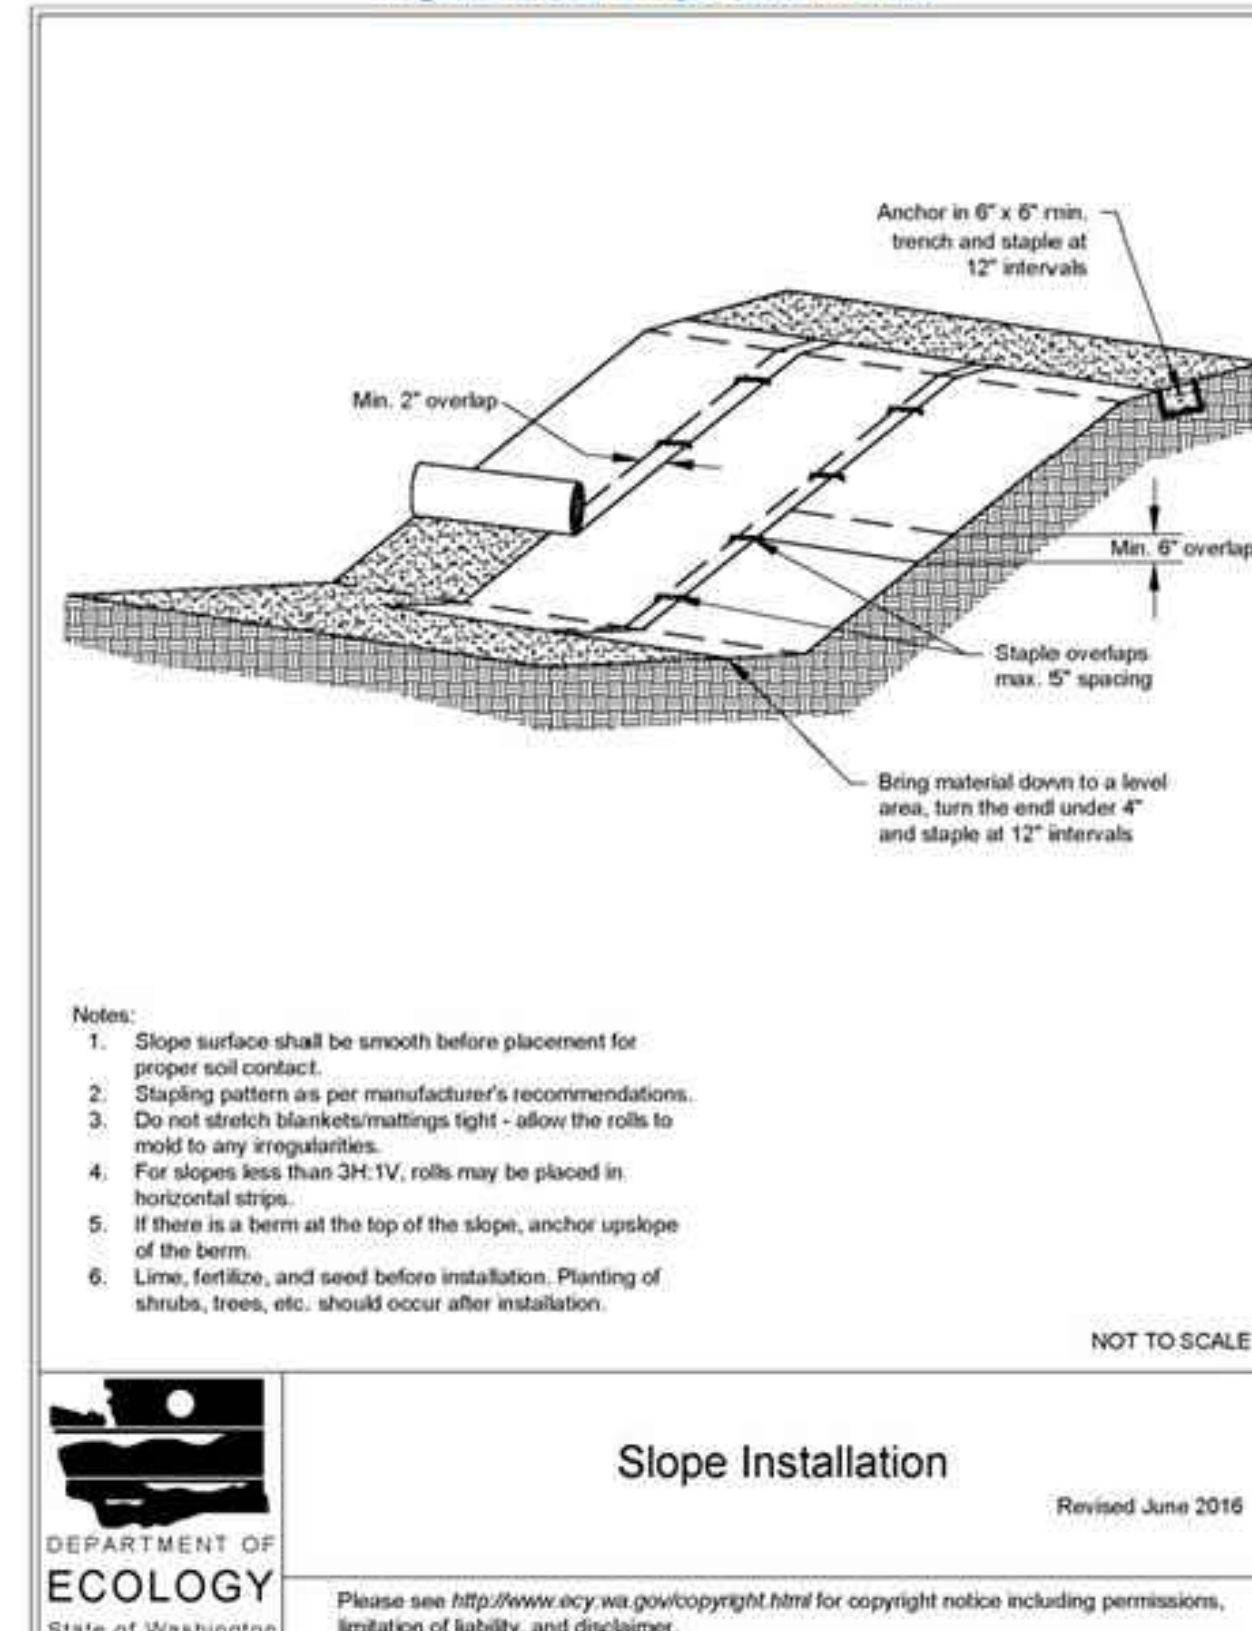 Anchor in 6" x 6" min.
trench and staple at
12" intervals
Min. 2" overlap
Min. 6" overlap
Staple overlaps
max. 5" spacing
Bring material down to a level
area, turn the end under 4"
and staple at 12" intervals
Notes:
1. Slope surface shall be smooth before placement for
proper soil contact.
2. Stapling pattern as per manufacturer's recommendations.
3. Do not stretch blankets/mattings tight - allow the rolls to
mold to any irregularities.
4. For slopes less than 3H:1V, rolls may be placed in
horizontal strips.
5. If there is a berm at the top of the slope, anchor upslope
of the berm.
6. Lime, fertilize, and seed before installation. Planting of
shrubs, trees, etc. should occur after installation.
NOT TO SCALE
Slope Installation
Revised June 2016
DEPARTMENT OF
ECOLOGY
State of Washington
Please see http://www.ecy.wa.gov/copyright.html for copyright notice including permissions,
limitation of liability, and disclaimer.